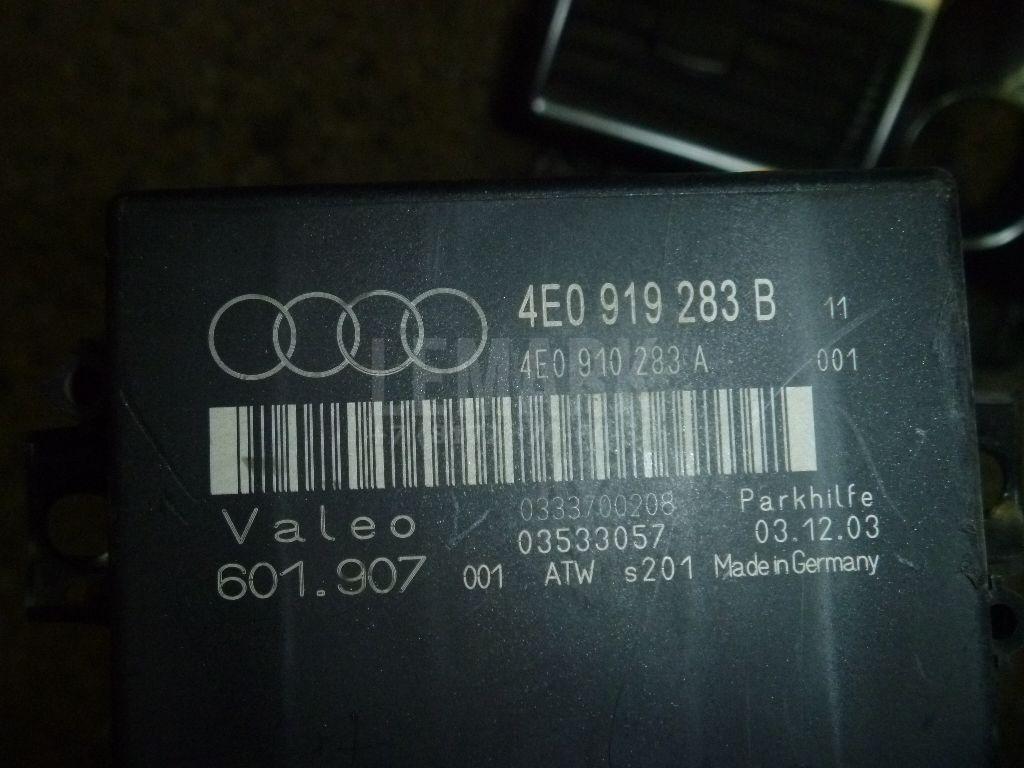 4E0 919 283 B 11
4E0 910 283 A 001
LEMARK
Valeo 0333700208 Parkhilfe
03533057 03.12.03
601.907 001 ATW s201 Made in Germany